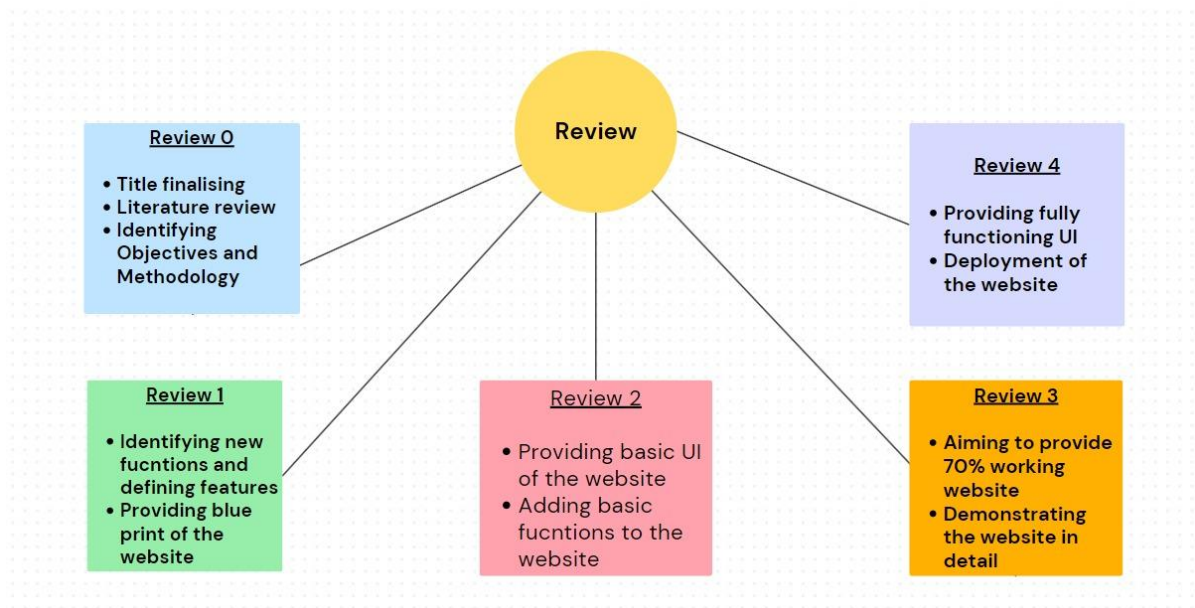 Review
Review 0
• Title finalising
• Literature review
• Identifying
Objectives and
Methodology
Review 1
• Identifying new
fucntions and
defining features
• Providing blue
print of the
website
Review 2
• Providing basic UI
of the website
• Adding basic
fucntions to the
website
Review 3
• Aiming to provide
70% working
website
• Demonstrating
the website in
detail
Review 4
• Providing fully
functioning UI
• Deployment of
the website